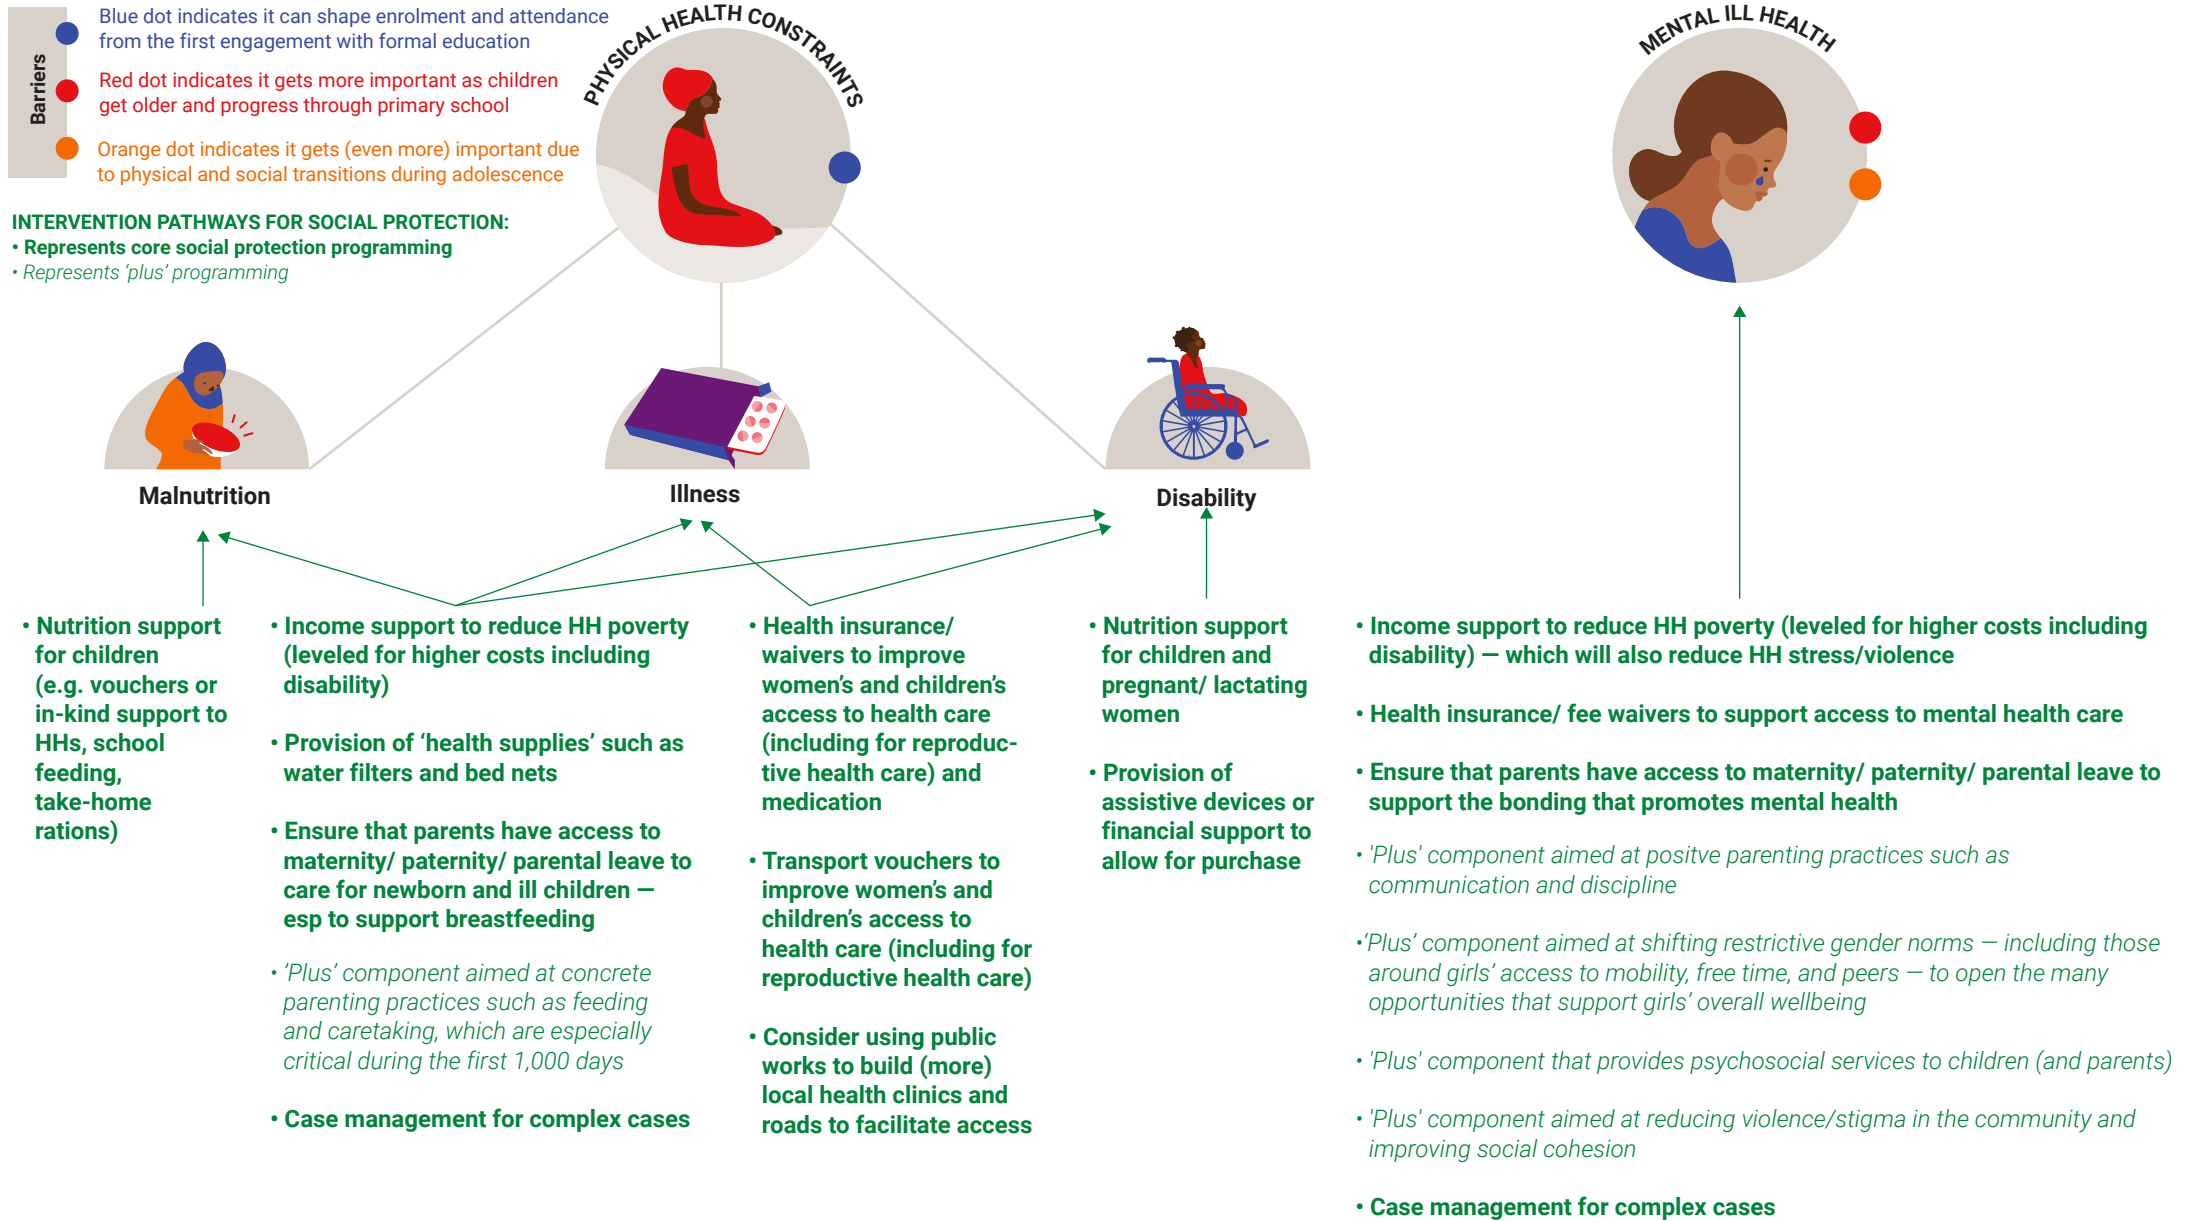 Barriers
Blue dot indicates it can shape enrolment and attendance
from the first engagement with formal education
Red dot indicates it gets more important as children
get older and progress through primary school
Orange dot indicates it gets (even more) important due
to physical and social transitions during adolescence
INTERVENTION PATHWAYS FOR SOCIAL PROTECTION:
• Represents core social protection programming
• Represents ‘plus’ programming
PHYSICAL HEALTH CONSTRAINTS
MENTAL ILL HEALTH
Malnutrition
Illness
Disability
• Nutrition support
for children
(e.g. vouchers or
in-kind support to
HHs, school
feeding,
take-home
rations)
• Income support to reduce HH poverty
(leveled for higher costs including
disability)
• Provision of ‘health supplies’ such as
water filters and bed nets
• Ensure that parents have access to
maternity/ paternity/ parental leave to
care for newborn and ill children —
esp to support breastfeeding
• ’Plus’ component aimed at concrete
parenting practices such as feeding
and caretaking, which are especially
critical during the first 1,000 days
• Case management for complex cases
• Health insurance/
waivers to improve
women’s and children’s
access to health care
(including for reproduc-
tive health care) and
medication
• Transport vouchers to
improve women’s and
children’s access to
health care (including for
reproductive health care)
• Consider using public
works to build (more)
local health clinics and
roads to facilitate access
• Nutrition support
for children and
pregnant/ lactating
women
• Provision of
assistive devices or
financial support to
allow for purchase
• Income support to reduce HH poverty (leveled for higher costs including
disability) — which will also reduce HH stress/violence
• Health insurance/ fee waivers to support access to mental health care
• Ensure that parents have access to maternity/ paternity/ parental leave to
support the bonding that promotes mental health
• 'Plus' component aimed at positve parenting practices such as
communication and discipline
•‘Plus’ component aimed at shifting restrictive gender norms — including those
around girls’ access to mobility, free time, and peers — to open the many
opportunities that support girls’ overall wellbeing
• 'Plus' component that provides psychosocial services to children (and parents)
• 'Plus' component aimed at reducing violence/stigma in the community and
improving social cohesion
• Case management for complex cases